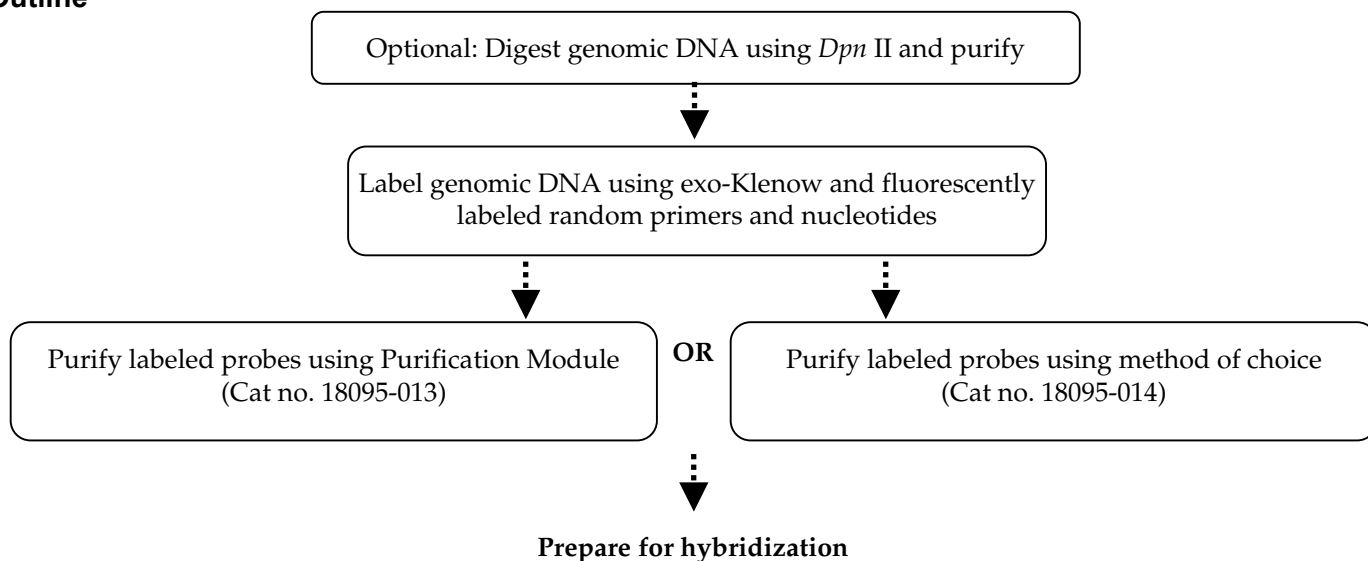 Outline
Optional: Digest genomic DNA using Dpn II and purify
Label genomic DNA using exo-Klenow and fluorescently
labeled random primers and nucleotides
Purify labeled probes using Purification Module
(Cat no. 18095-013)
OR
Purify labeled probes using method of choice
(Cat no. 18095-014)
Prepare for hybridization